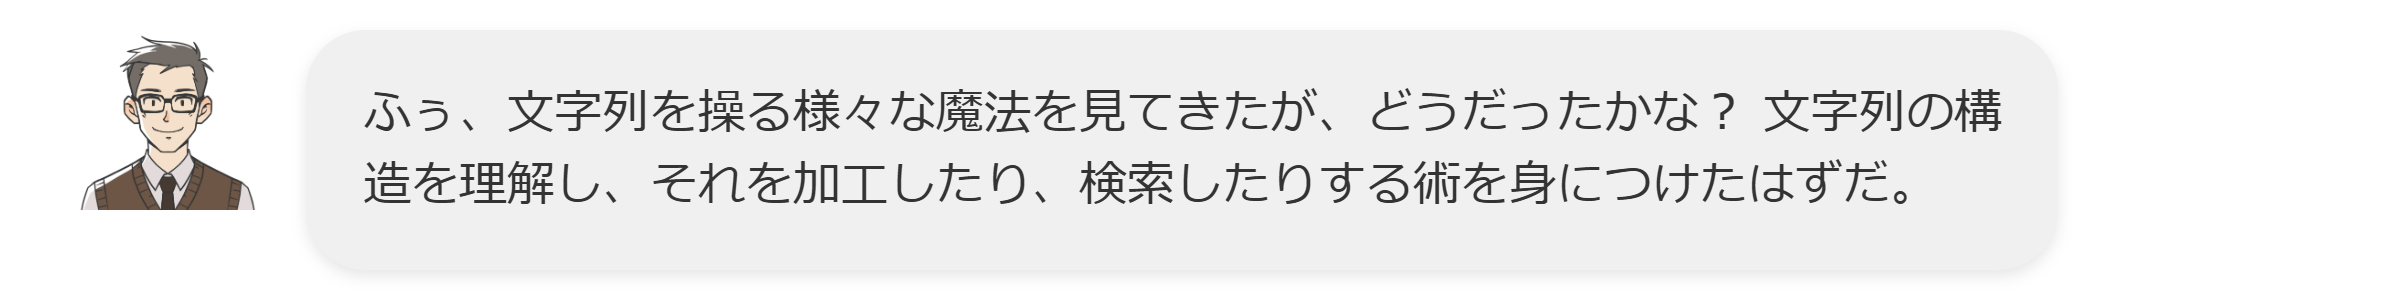 ふぅ、文字列を操る様々な魔法を見てきたが、どうだったかな？ 文字列の構
造を理解し、それを加工したり、検索したりする術を身につけたはずだ。